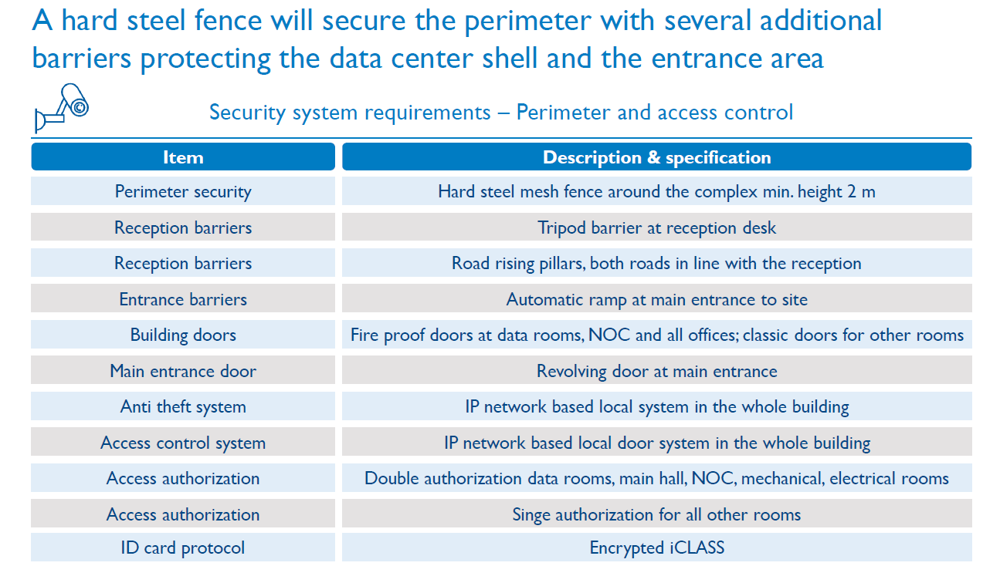 A hard steel fence will secure the perimeter with several additional
barriers protecting the data center shell and the entrance area
Security system requirements – Perimeter and access control
Item Description & specification
Perimeter security Hard steel mesh fence around the complex min. height 2 m
Reception barriers Tripod barrier at reception desk
Reception barriers Road rising pillars, both roads in line with the reception
Entrance barriers Automatic ramp at main entrance to site
Building doors Fire proof doors at data rooms, NOC and all offices; classic doors for other rooms
Main entrance door Revolving door at main entrance
Anti theft system IP network based local system in the whole building
Access control system IP network based local door system in the whole building
Access authorization Double authorization data rooms, main hall, NOC, mechanical, electrical rooms
Access authorization Singe authorization for all other rooms
ID card protocol Encrypted iCLASS